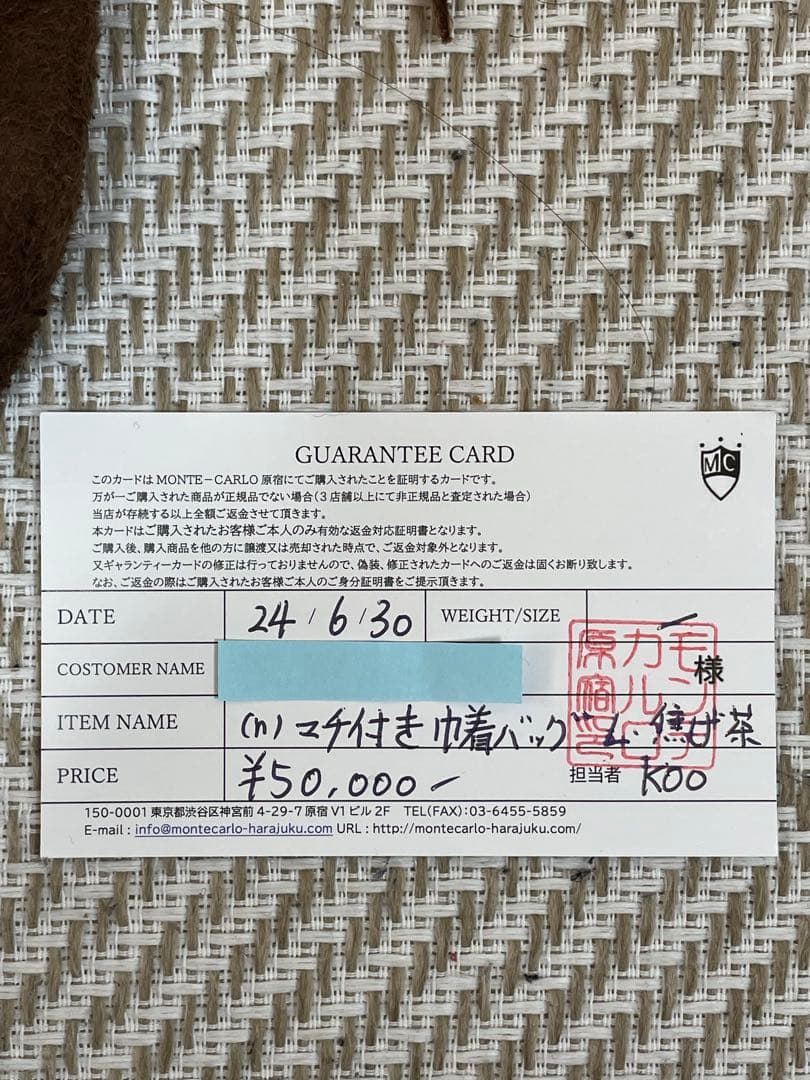 GUARANTEE CARD
MC
このカードは MONTE-CARLO 原宿にてご購入されたことを証明するカードです。
万が一ご購入された商品が正規品でない場合(3店舗以上にて非正規品と査定された場合)
当店が存続する以上全額ご返金させて頂きます。
本カードはご購入されたお客様ご本人のみ有効な返金対応証明書となります。
ご購入後、購入商品を他の方に譲渡又は売却された時点で、ご返金対象外となります。
又ギャランティーカードの修正は行っておりませんので、偽装、修正されたカードへのご返金は固くお断り致します。
なお、ご返金の際はご購入されたお客様ご本人のご身分証明書をご提示頂きます。
DATE 24/6/30 WEIGHT/SIZE
COSTOMER NAME 様
モンテカルロ原宿
ITEM NAME (n)マチ付き巾着バッグ 焦甘茶
PRICE ¥50,000- 担当者 KOO
150-0001 東京都渋谷区神宮前 4-29-7 原宿 V1 ビル 2F TEL(FAX):03-6455-5859
E-mail : info@montecarlo-harajuku.com URL : http://montecarlo-harajuku.com/